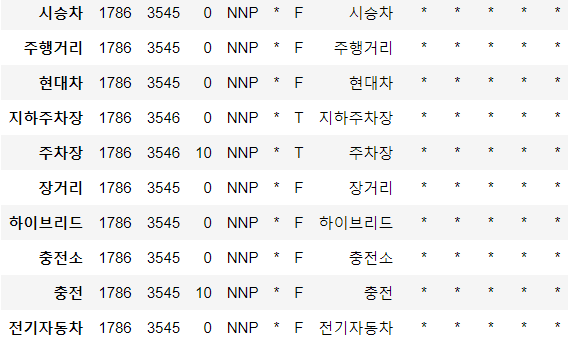 시승차 1786 3545 0 NNP * F 시승차 * * * * *
주행거리 1786 3545 0 NNP * F 주행거리 * * * * *
현대차 1786 3545 0 NNP * F 현대차 * * * * *
지하주차장 1786 3546 0 NNP * T 지하주차장 * * * * *
주차장 1786 3546 10 NNP * T 주차장 * * * * *
장거리 1786 3545 0 NNP * F 장거리 * * * * *
하이브리드 1786 3545 0 NNP * F 하이브리드 * * * * *
충전소 1786 3545 0 NNP * F 충전소 * * * * *
충전 1786 3545 10 NNP * F 충전 * * * * *
전기자동차 1786 3545 0 NNP * F 전기자동차 * * * * *